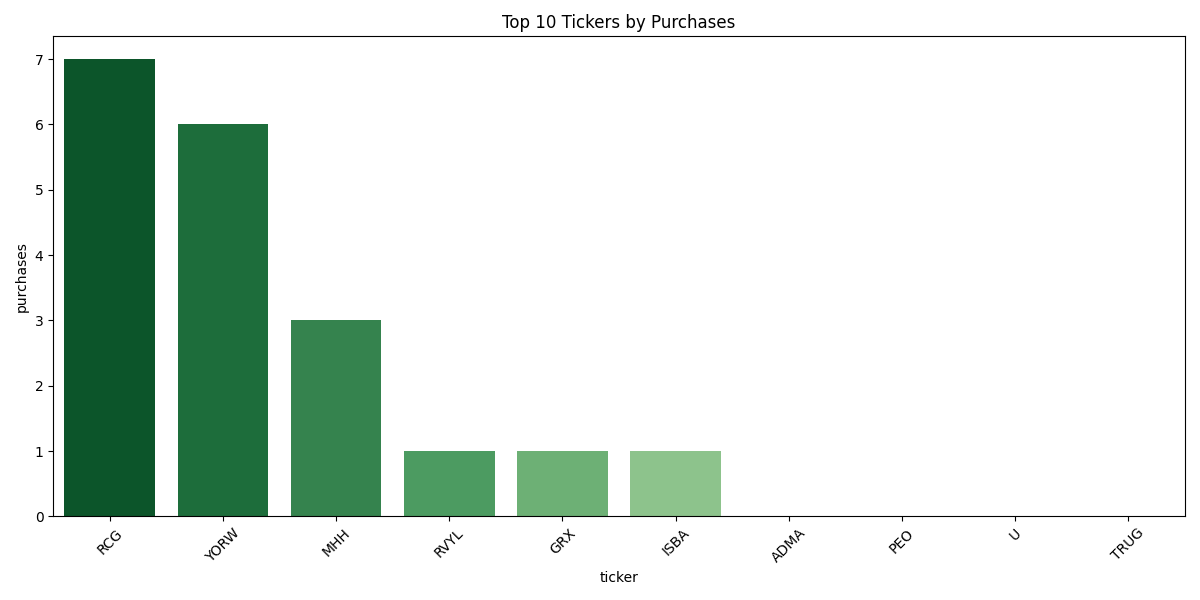 Top 10 Tickers by Purchases
purchases
7
6
5
4
3
2
1
0
RCG YORW MHH RVYL GRX ISBA ADMA PEO U TRUG
ticker